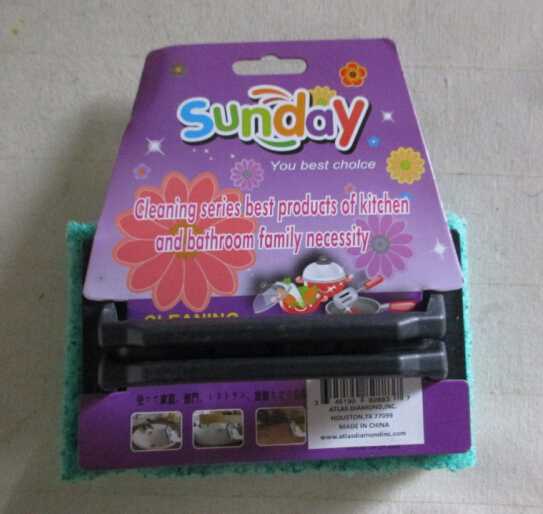 Sunday
You best choice
Cleaning series best products of kitchen
and bathroom family necessity
CLEANING
ATLAS DIAMOND,INC.
HOUSTON,TX 77099
MADE IN CHINA
www.atlasdiamondinc.com